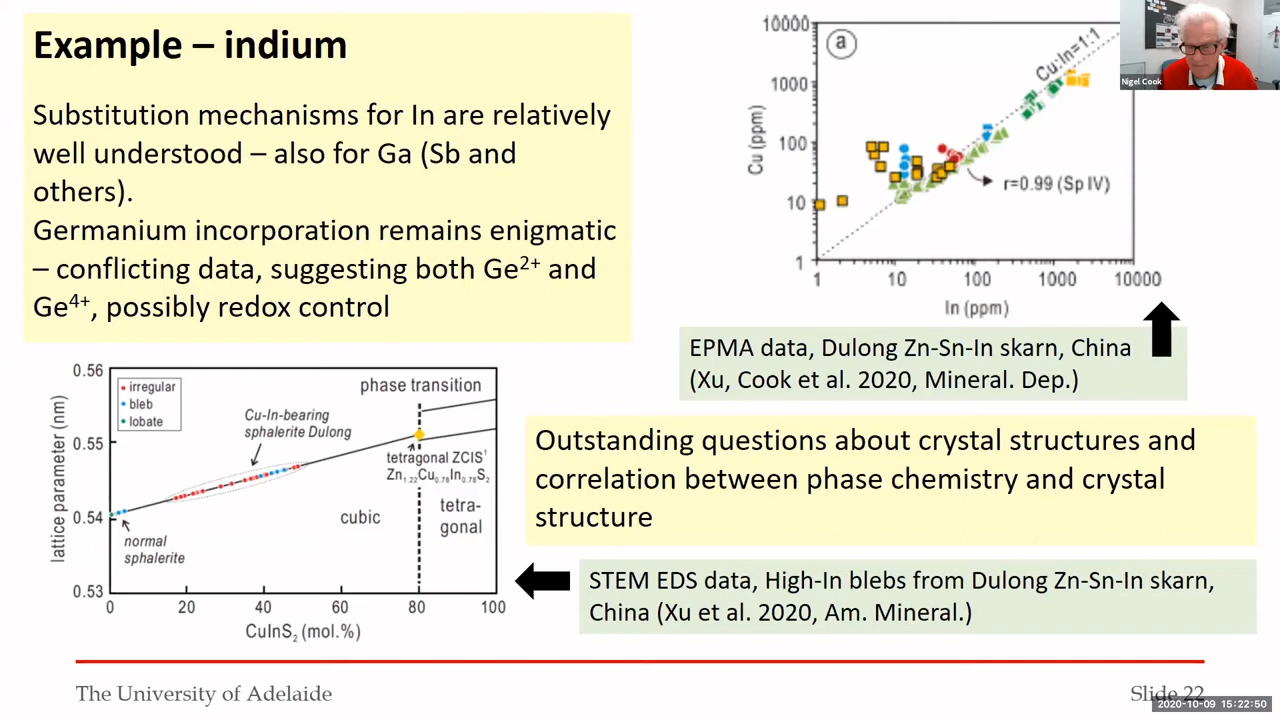 Example – indium
Substitution mechanisms for In are relatively
well understood – also for Ga (Sb and
others).
Germanium incorporation remains enigmatic
– conflicting data, suggesting both Ge²⁺ and
Ge⁴⁺, possibly redox control
10000
1000
100
10
1
Cu (ppm)
a
Cu:In=1:1
r=0.99 (Sp IV)
1
10
100
1000
10000
In (ppm)
Nigel Cook
EPMA data, Dulong Zn-Sn-In skarn, China
(Xu, Cook et al. 2020, Mineral. Dep.)
0.56
0.55
0.54
0.53
lattice parameter (nm)
irregular
bleb
lobate
phase transition
Cu-In-bearing
sphalerite Dulong
tetragonal ZCIS¹
Zn₁.₂₂Cu₀.₇₈In₀.₇₈S₂
cubic
tetra-
gonal
normal
sphalerite
0
20
40
60
80
100
CuInS₂ (mol.%)
Outstanding questions about crystal structures and
correlation between phase chemistry and crystal
structure
STEM EDS data, High-In blebs from Dulong Zn-Sn-In skarn,
China (Xu et al. 2020, Am. Mineral.)
The University of Adelaide
Slide 22
2020-10-09 15:22:50